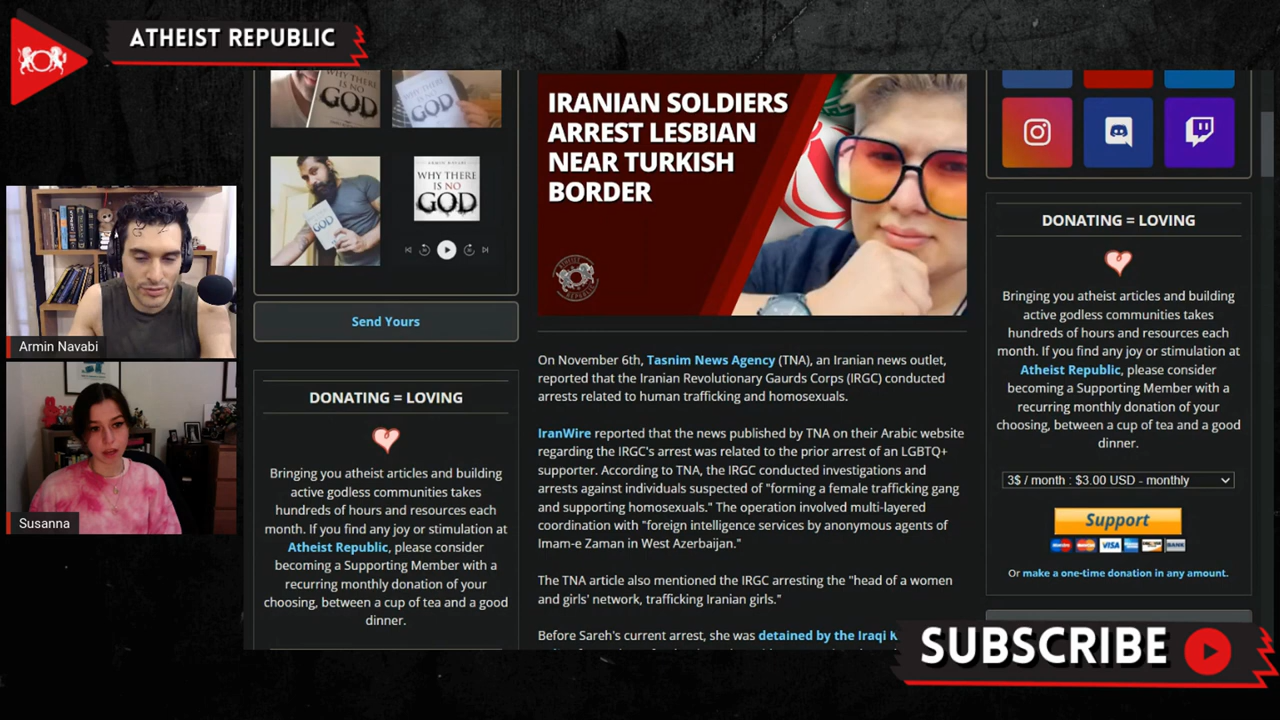 ATHEIST REPUBLIC
WHY THERE
IS NO
GOD
WHY THERE
IS NO
GOD
GOD
ARMIN NAVABI
WHY THERE
IS NO
GOD
Send Yours
DONATING = LOVING
Bringing you atheist articles and building
active godless communities takes
hundreds of hours and resources each
month. If you find any joy or stimulation at
Atheist Republic, please consider
becoming a Supporting Member with a
recurring monthly donation of your
choosing, between a cup of tea and a good
dinner.
Armin Navabi
Susanna
IRANIAN SOLDIERS
ARREST LESBIAN
NEAR TURKISH
BORDER
ATHEIST
REPUBLIC
On November 6th, Tasnim News Agency (TNA), an Iranian news outlet,
reported that the Iranian Revolutionary Gaurds Corps (IRGC) conducted
arrests related to human trafficking and homosexuals.
IranWire reported that the news published by TNA on their Arabic website
regarding the IRGC's arrest was related to the prior arrest of an LGBTQ+
supporter. According to TNA, the IRGC conducted investigations and
arrests against individuals suspected of "forming a female trafficking gang
and supporting homosexuals." The operation involved multi-layered
coordination with "foreign intelligence services by anonymous agents of
Imam-e Zaman in West Azerbaijan."
The TNA article also mentioned the IRGC arresting the "head of a women
and girls' network, trafficking Iranian girls."
Before Sareh's current arrest, she was detained by the Iraqi K
DONATING = LOVING
Bringing you atheist articles and building
active godless communities takes
hundreds of hours and resources each
month. If you find any joy or stimulation at
Atheist Republic, please consider
becoming a Supporting Member with a
recurring monthly donation of your
choosing, between a cup of tea and a good
dinner.
3$ / month : $3.00 USD - monthly
Support
VISA
BANK
Or make a one-time donation in any amount.
SUBSCRIBE